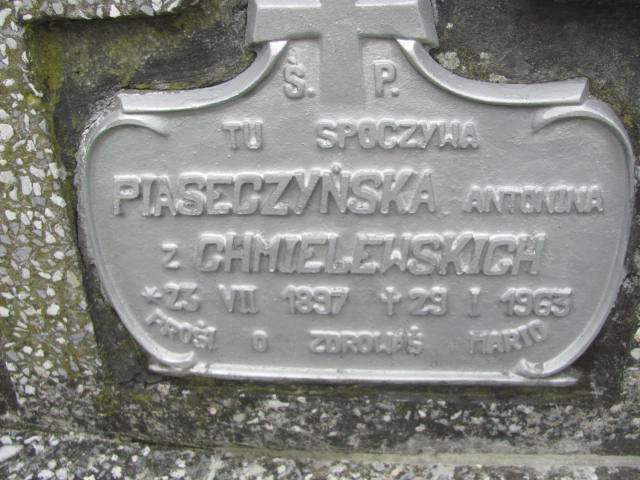 Ś. P.
TU SPOCZYWA
PIASECZYŃSKA ANTONINA
Z CHMIELEWSKICH
*23 VII 1897 †29 I 1963
PROSI O ZDROWAŚ MARIO